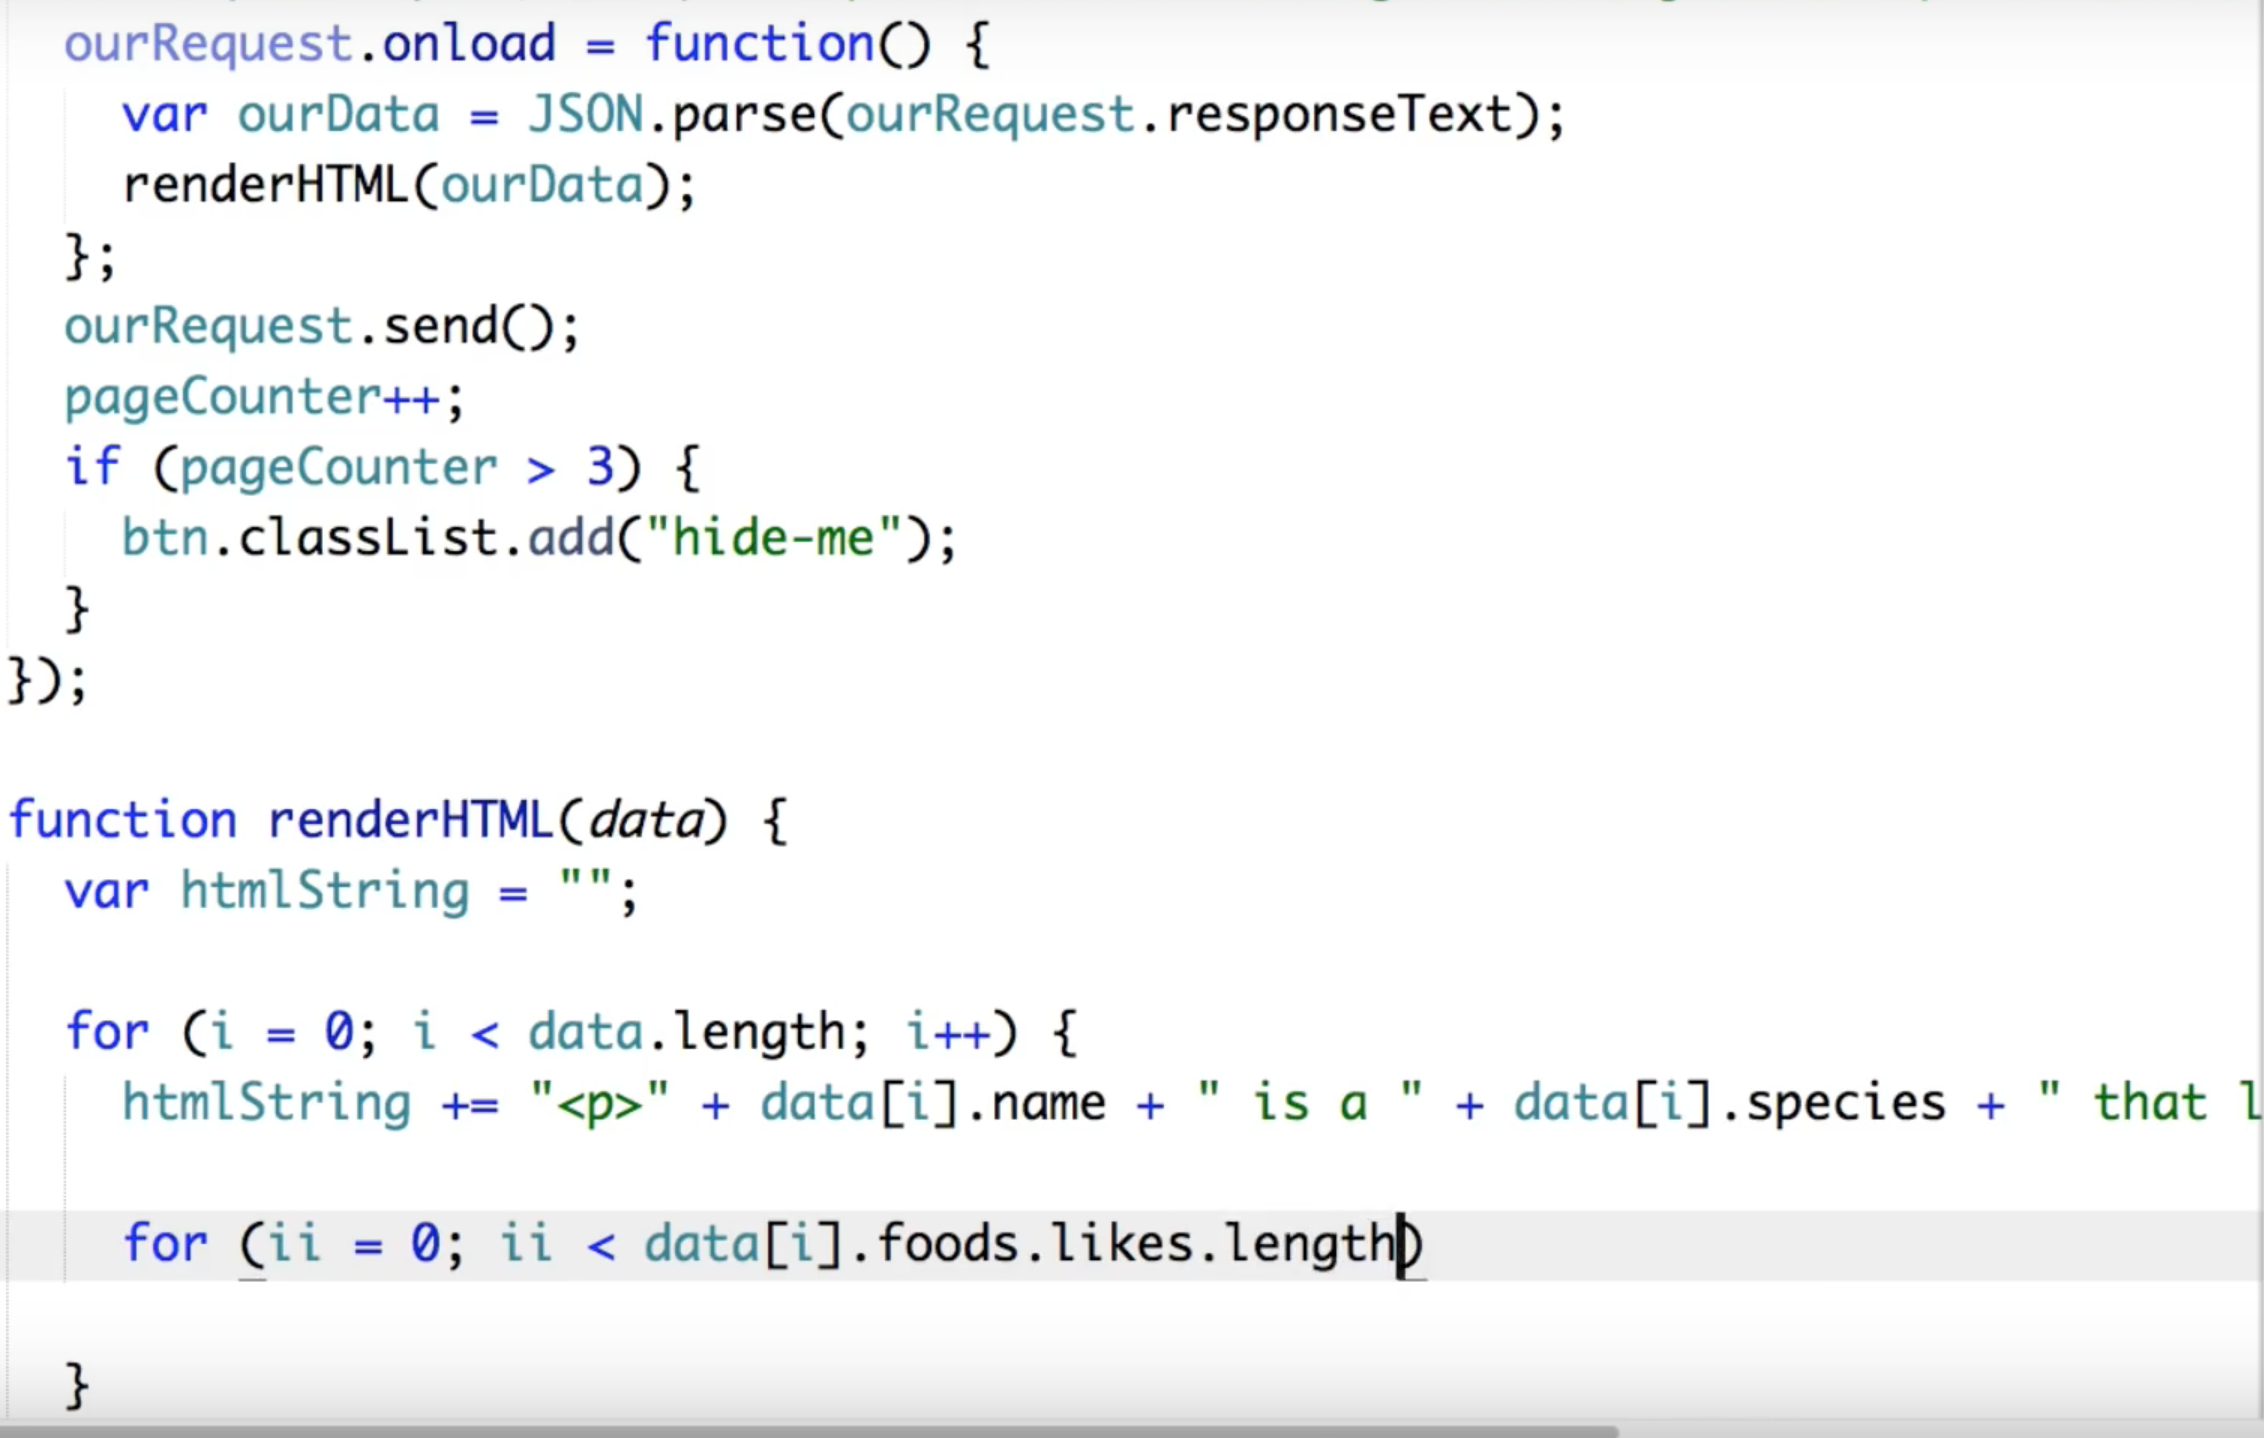 ourRequest.onload = function() {
var ourData = JSON.parse(ourRequest.responseText);
renderHTML(ourData);
};
ourRequest.send();
pageCounter++;
if (pageCounter > 3) {
btn.classList.add("hide-me");
}
});
function renderHTML(data) {
var htmlString = "";
for (i = 0; i < data.length; i++) {
htmlString += "<p>" + data[i].name + " is a " + data[i].species + " that l
for (ii = 0; ii < data[i].foods.likes.length)
}